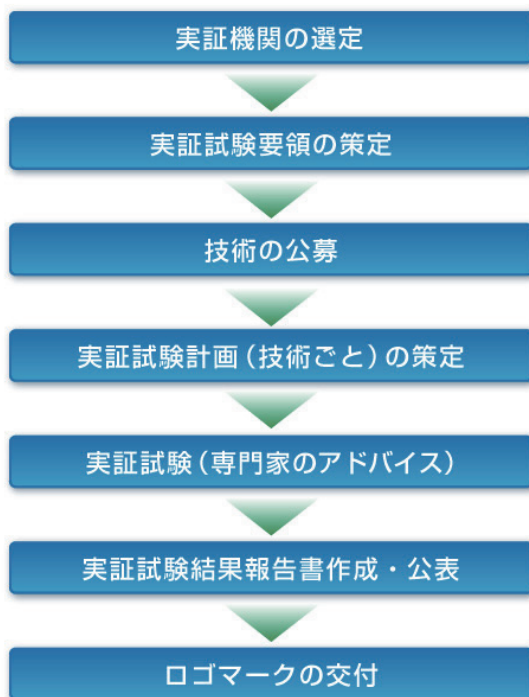 実証機関の選定
実証試験要領の策定
技術の公募
実証試験計画（技術ごと）の策定
実証試験（専門家のアドバイス）
実証試験結果報告書作成・公表
ロゴマークの交付